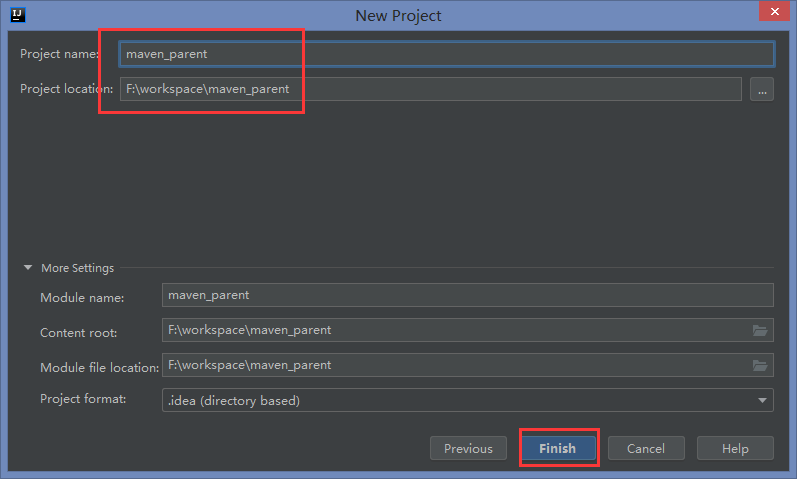 IJ
New Project
Project name: maven_parent
Project location: F:\workspace\maven_parent ...
More Settings
Module name: maven_parent
Content root: F:\workspace\maven_parent
Module file location: F:\workspace\maven_parent
Project format: .idea (directory based)
Previous Finish Cancel Help